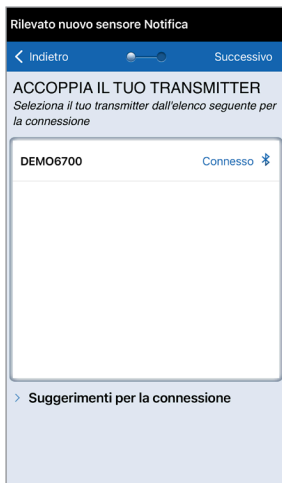 Rilevato nuovo sensore Notifica
Indietro
Successivo
ACCOPPIA IL TUO TRANSMITTER
Seleziona il tuo transmitter dall'elenco seguente per
la connessione
DEMO6700
Connesso
Suggerimenti per la connessione